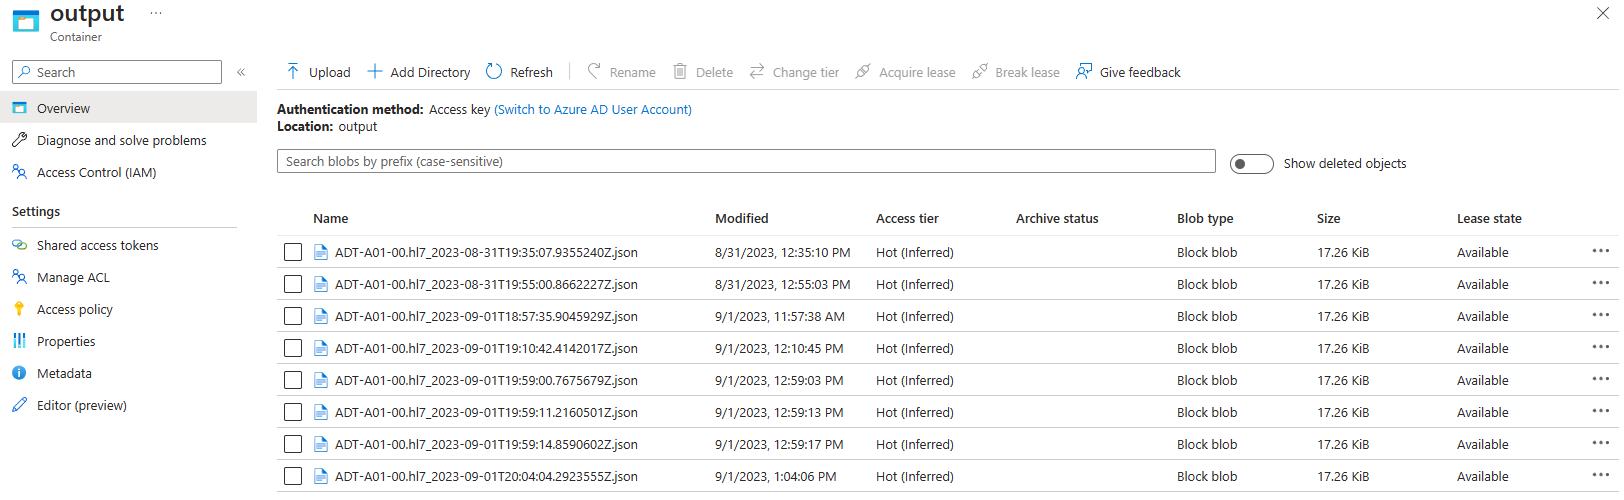 output ...
Container
Search «
Overview
Diagnose and solve problems
Access Control (IAM)
Settings
Shared access tokens
Manage ACL
Access policy
Properties
Metadata
Editor (preview)
Upload Add Directory Refresh Rename Delete Change tier Acquire lease Break lease Give feedback
Authentication method: Access key (Switch to Azure AD User Account)
Location: output
Search blobs by prefix (case-sensitive) Show deleted objects
Name Modified Access tier Archive status Blob type Size Lease state
ADT-A01-00.hl7_2023-08-31T19:35:07.9355240Z.json 8/31/2023, 12:35:10 PM Hot (Inferred) Block blob 17.26 KiB Available ...
ADT-A01-00.hl7_2023-08-31T19:55:00.8662227Z.json 8/31/2023, 12:55:03 PM Hot (Inferred) Block blob 17.26 KiB Available ...
ADT-A01-00.hl7_2023-09-01T18:57:35.9045929Z.json 9/1/2023, 11:57:38 AM Hot (Inferred) Block blob 17.26 KiB Available ...
ADT-A01-00.hl7_2023-09-01T19:10:42.4142017Z.json 9/1/2023, 12:10:45 PM Hot (Inferred) Block blob 17.26 KiB Available ...
ADT-A01-00.hl7_2023-09-01T19:59:00.7675679Z.json 9/1/2023, 12:59:03 PM Hot (Inferred) Block blob 17.26 KiB Available ...
ADT-A01-00.hl7_2023-09-01T19:59:11.2160501Z.json 9/1/2023, 12:59:13 PM Hot (Inferred) Block blob 17.26 KiB Available ...
ADT-A01-00.hl7_2023-09-01T19:59:14.8590602Z.json 9/1/2023, 12:59:17 PM Hot (Inferred) Block blob 17.26 KiB Available ...
ADT-A01-00.hl7_2023-09-01T20:04:04.2923555Z.json 9/1/2023, 1:04:06 PM Hot (Inferred) Block blob 17.26 KiB Available ...